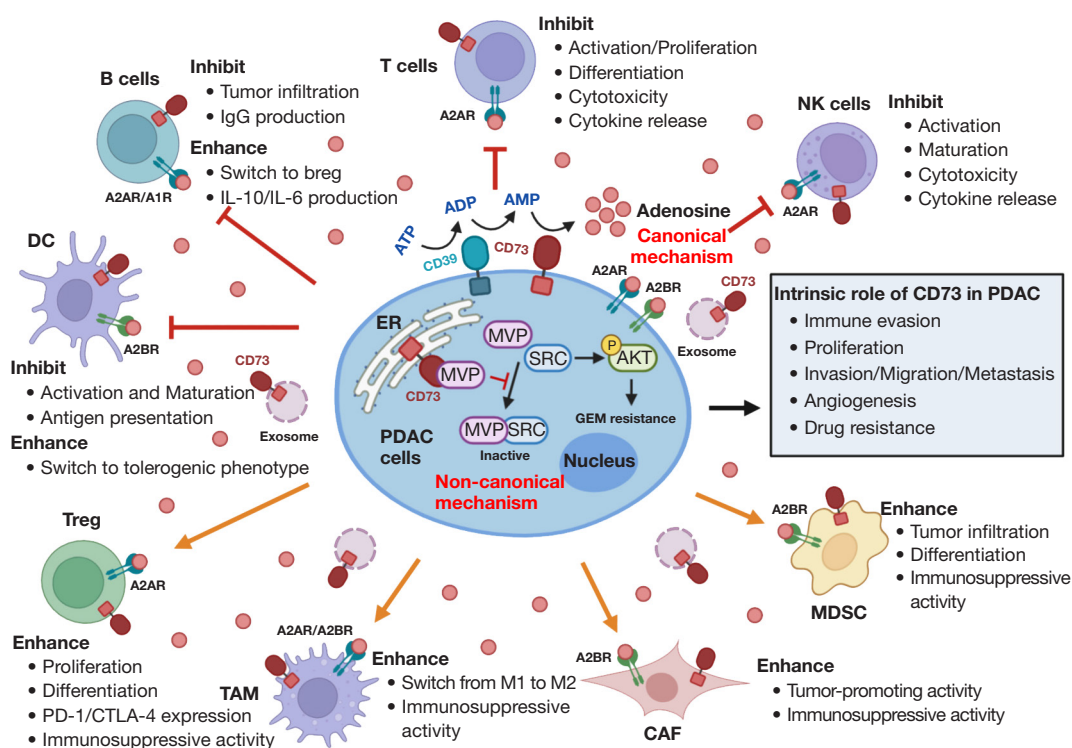 T cells
A2AR
Inhibit
• Activation/Proliferation
• Differentiation
• Cytotoxicity
• Cytokine release
B cells
A2AR/A1R
Inhibit
• Tumor infiltration
• IgG production
Enhance
• Switch to breg
• IL-10/IL-6 production
NK cells
A2AR
Inhibit
• Activation
• Maturation
• Cytotoxicity
• Cytokine release
ATP
ADP
AMP
Adenosine
Canonical
mechanism
CD39
CD73
A2AR
A2BR
CD73
Exosome
DC
A2BR
Inhibit
• Activation and Maturation
• Antigen presentation
Enhance
• Switch to tolerogenic phenotype
CD73
Exosome
ER
MVP
CD73
MVP
SRC
P
AKT
GEM resistance
MVP
SRC
Inactive
PDAC
cells
Nucleus
Non-canonical
mechanism
Intrinsic role of CD73 in PDAC
• Immune evasion
• Proliferation
• Invasion/Migration/Metastasis
• Angiogenesis
• Drug resistance
Treg
A2AR
Enhance
• Proliferation
• Differentiation
• PD-1/CTLA-4 expression
• Immunosuppressive activity
A2AR/A2BR
TAM
Enhance
• Switch from M1 to M2
• Immunosuppressive
activity
A2BR
CAF
Enhance
• Tumor-promoting activity
• Immunosuppressive activity
A2BR
MDSC
Enhance
• Tumor infiltration
• Differentiation
• Immunosuppressive
activity